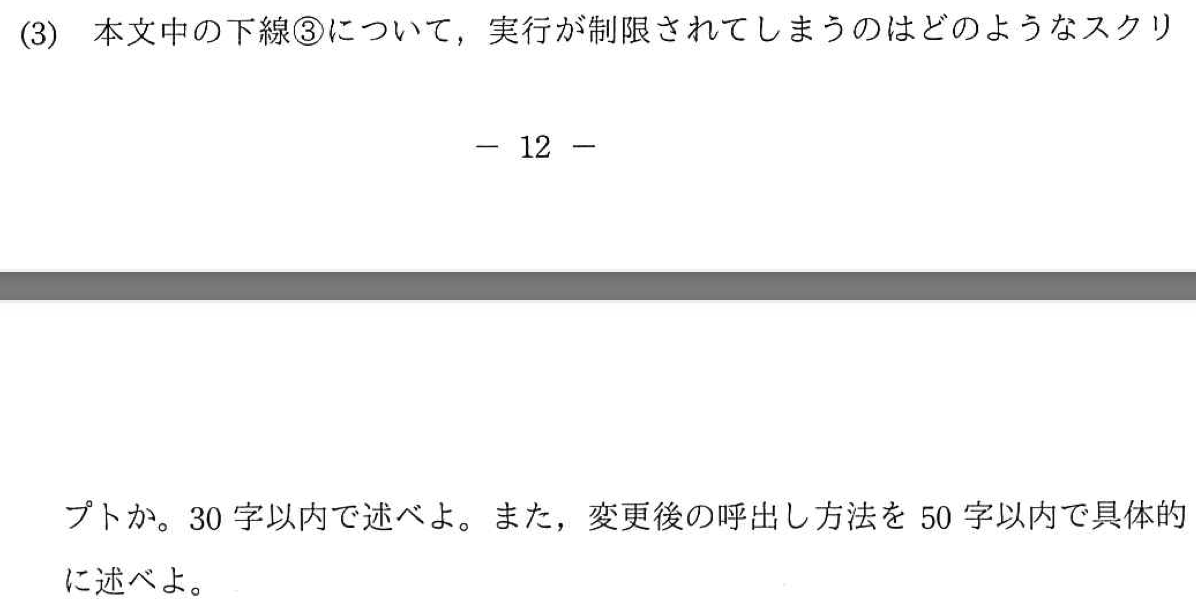 (3) 本文中の下線③について，実行が制限されてしまうのはどのようなスクリ
－ 12 －
プトか。30 字以内で述べよ。また，変更後の呼出し方法を 50 字以内で具体的
に述べよ。